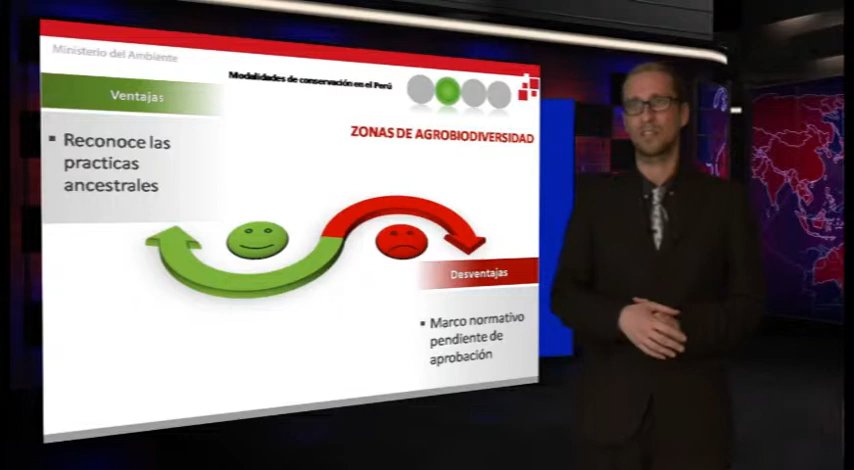 Ministerio del Ambiente
Modalidades de conservación en el Perú
Ventajas
ZONAS DE AGROBIODIVERSIDAD
▪ Reconoce las
practicas
ancestrales
Desventajas
▪ Marco normativo
pendiente de
aprobación